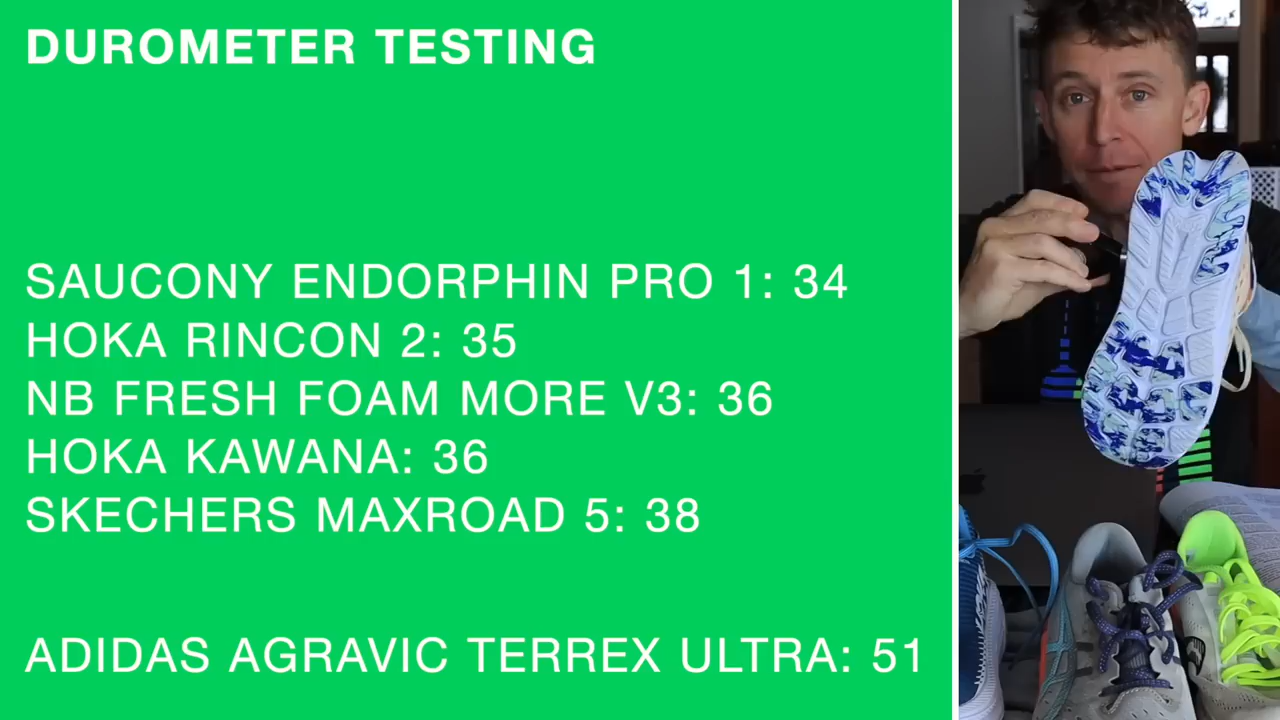 DUROMETER TESTING
SAUCONY ENDORPHIN PRO 1: 34
HOKA RINCON 2: 35
NB FRESH FOAM MORE V3: 36
HOKA KAWANA: 36
SKECHERS MAXROAD 5: 38
ADIDAS AGRAVIC TERREX ULTRA: 51